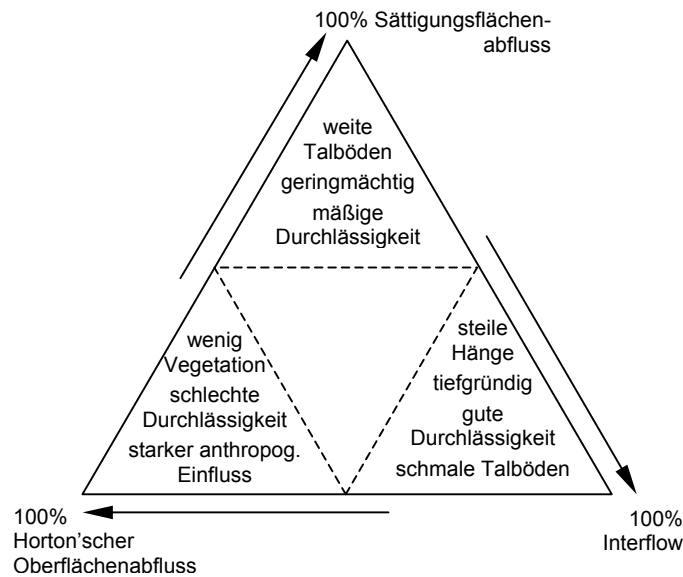 100% Sättigungsflächen-
abfluss
weite
Talböden
geringmächtig
mäßige
Durchlässigkeit
wenig
Vegetation
schlechte
Durchlässigkeit
starker anthropog.
Einfluss
steile
Hänge
tiefgründig
gute
Durchlässigkeit
schmale Talböden
100%
Horton'scher
Oberflächenabfluss
100%
Interflow